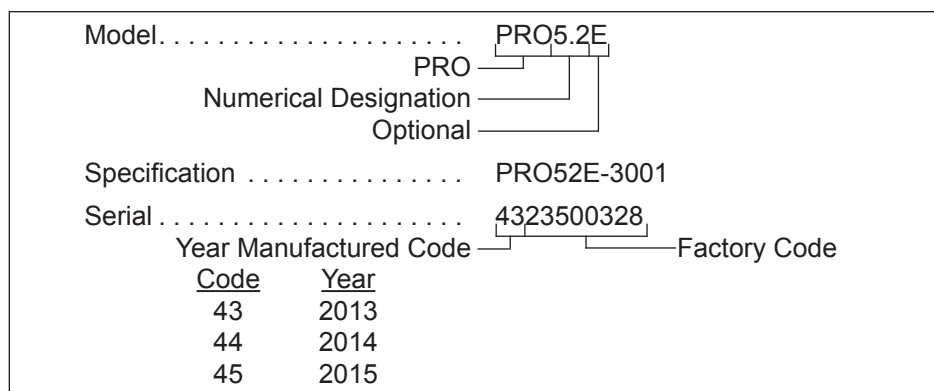 Model. . . . . . . . . . . . . . . . . . . . . PRO5.2E
PRO
Numerical Designation
Optional
Specification . . . . . . . . . . . . . . . PRO52E-3001
Serial . . . . . . . . . . . . . . . . . . . . . 4323500328
Year Manufactured Code Factory Code
Code Year
43 2013
44 2014
45 2015